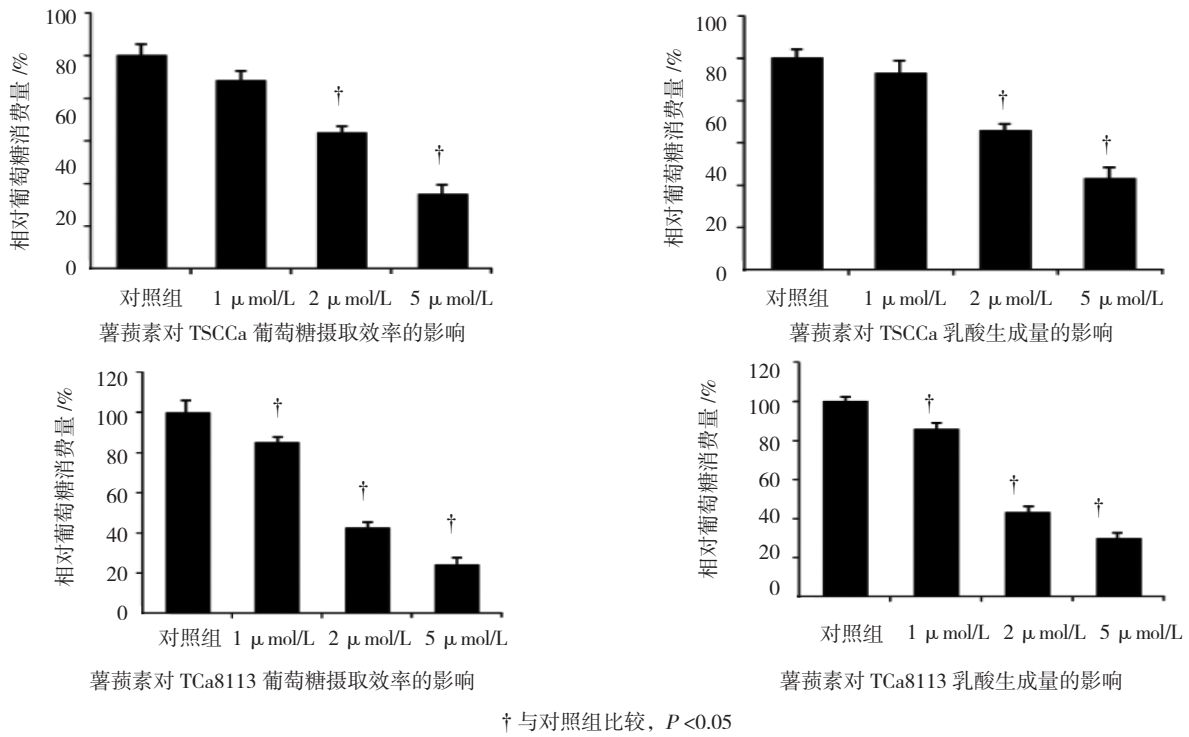 相对葡萄糖消费量 /%
100
80
60
40
20
0
对照组 1 μ mol/L 2 μ mol/L 5 μ mol/L
† †
薯蓣素对 TSCCa 葡萄糖摄取效率的影响
相对葡萄糖消费量 /%
100
80
60
40
20
0
对照组 1 μ mol/L 2 μ mol/L 5 μ mol/L
† †
薯蓣素对 TSCCa 乳酸生成量的影响
相对葡萄糖消费量 /%
120
100
80
60
40
20
0
对照组 1 μ mol/L 2 μ mol/L 5 μ mol/L
† † †
薯蓣素对 TCa8113 葡萄糖摄取效率的影响
相对葡萄糖消费量 /%
120
100
80
60
40
20
0
对照组 1 μ mol/L 2 μ mol/L 5 μ mol/L
† † †
薯蓣素对 TCa8113 乳酸生成量的影响
† 与对照组比较，P <0.05